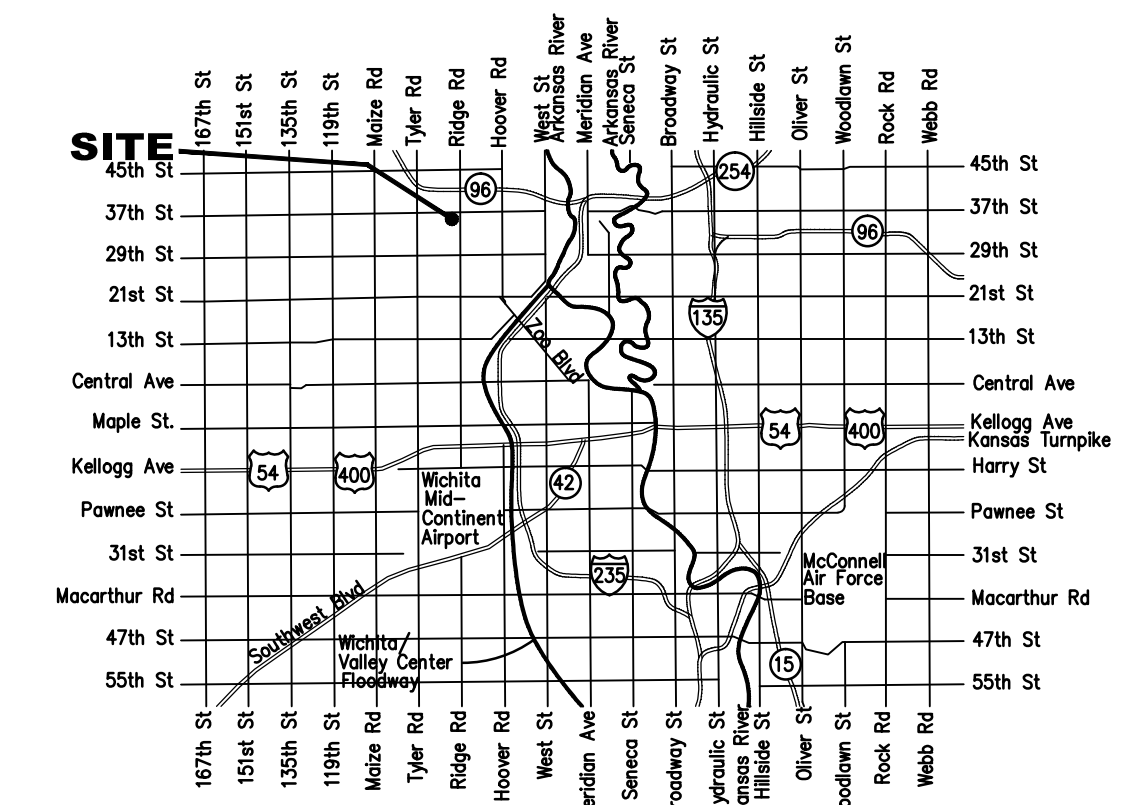 167th St
151st St
135th St
119th St
Maize Rd
Tyler Rd
Ridge Rd
Hoover Rd
West St
Arkansas River
Meridian Ave
Arkansas River
Seneca St
Broadway St
Hydraulic St
Hillside St
Oliver St
Woodlawn St
Rock Rd
Webb Rd
SITE
45th St
96
254
45th St
37th St
37th St
96
29th St
29th St
21st St
21st St
135
13th St
Zoo Blvd
13th St
Central Ave
Central Ave
Maple St.
54
400
Kellogg Ave
Kansas Turnpike
Kellogg Ave
54
400
Harry St
Wichita
Mid-
Continent
Airport
42
Pawnee St
Pawnee St
31st St
31st St
McConnell
Air Force
Base
235
Macarthur Rd
Macarthur Rd
Southwest Blvd
47th St
47th St
Wichita/
Valley Center
Floodway
15
55th St
55th St
167th St
151st St
135th St
119th St
Maize Rd
Tyler Rd
Ridge Rd
Hoover Rd
West St
eridian Ave
Seneca St
roadway St
ydraulic St
ansas River
Hillside St
Oliver St
oodlawn St
Rock Rd
Webb Rd